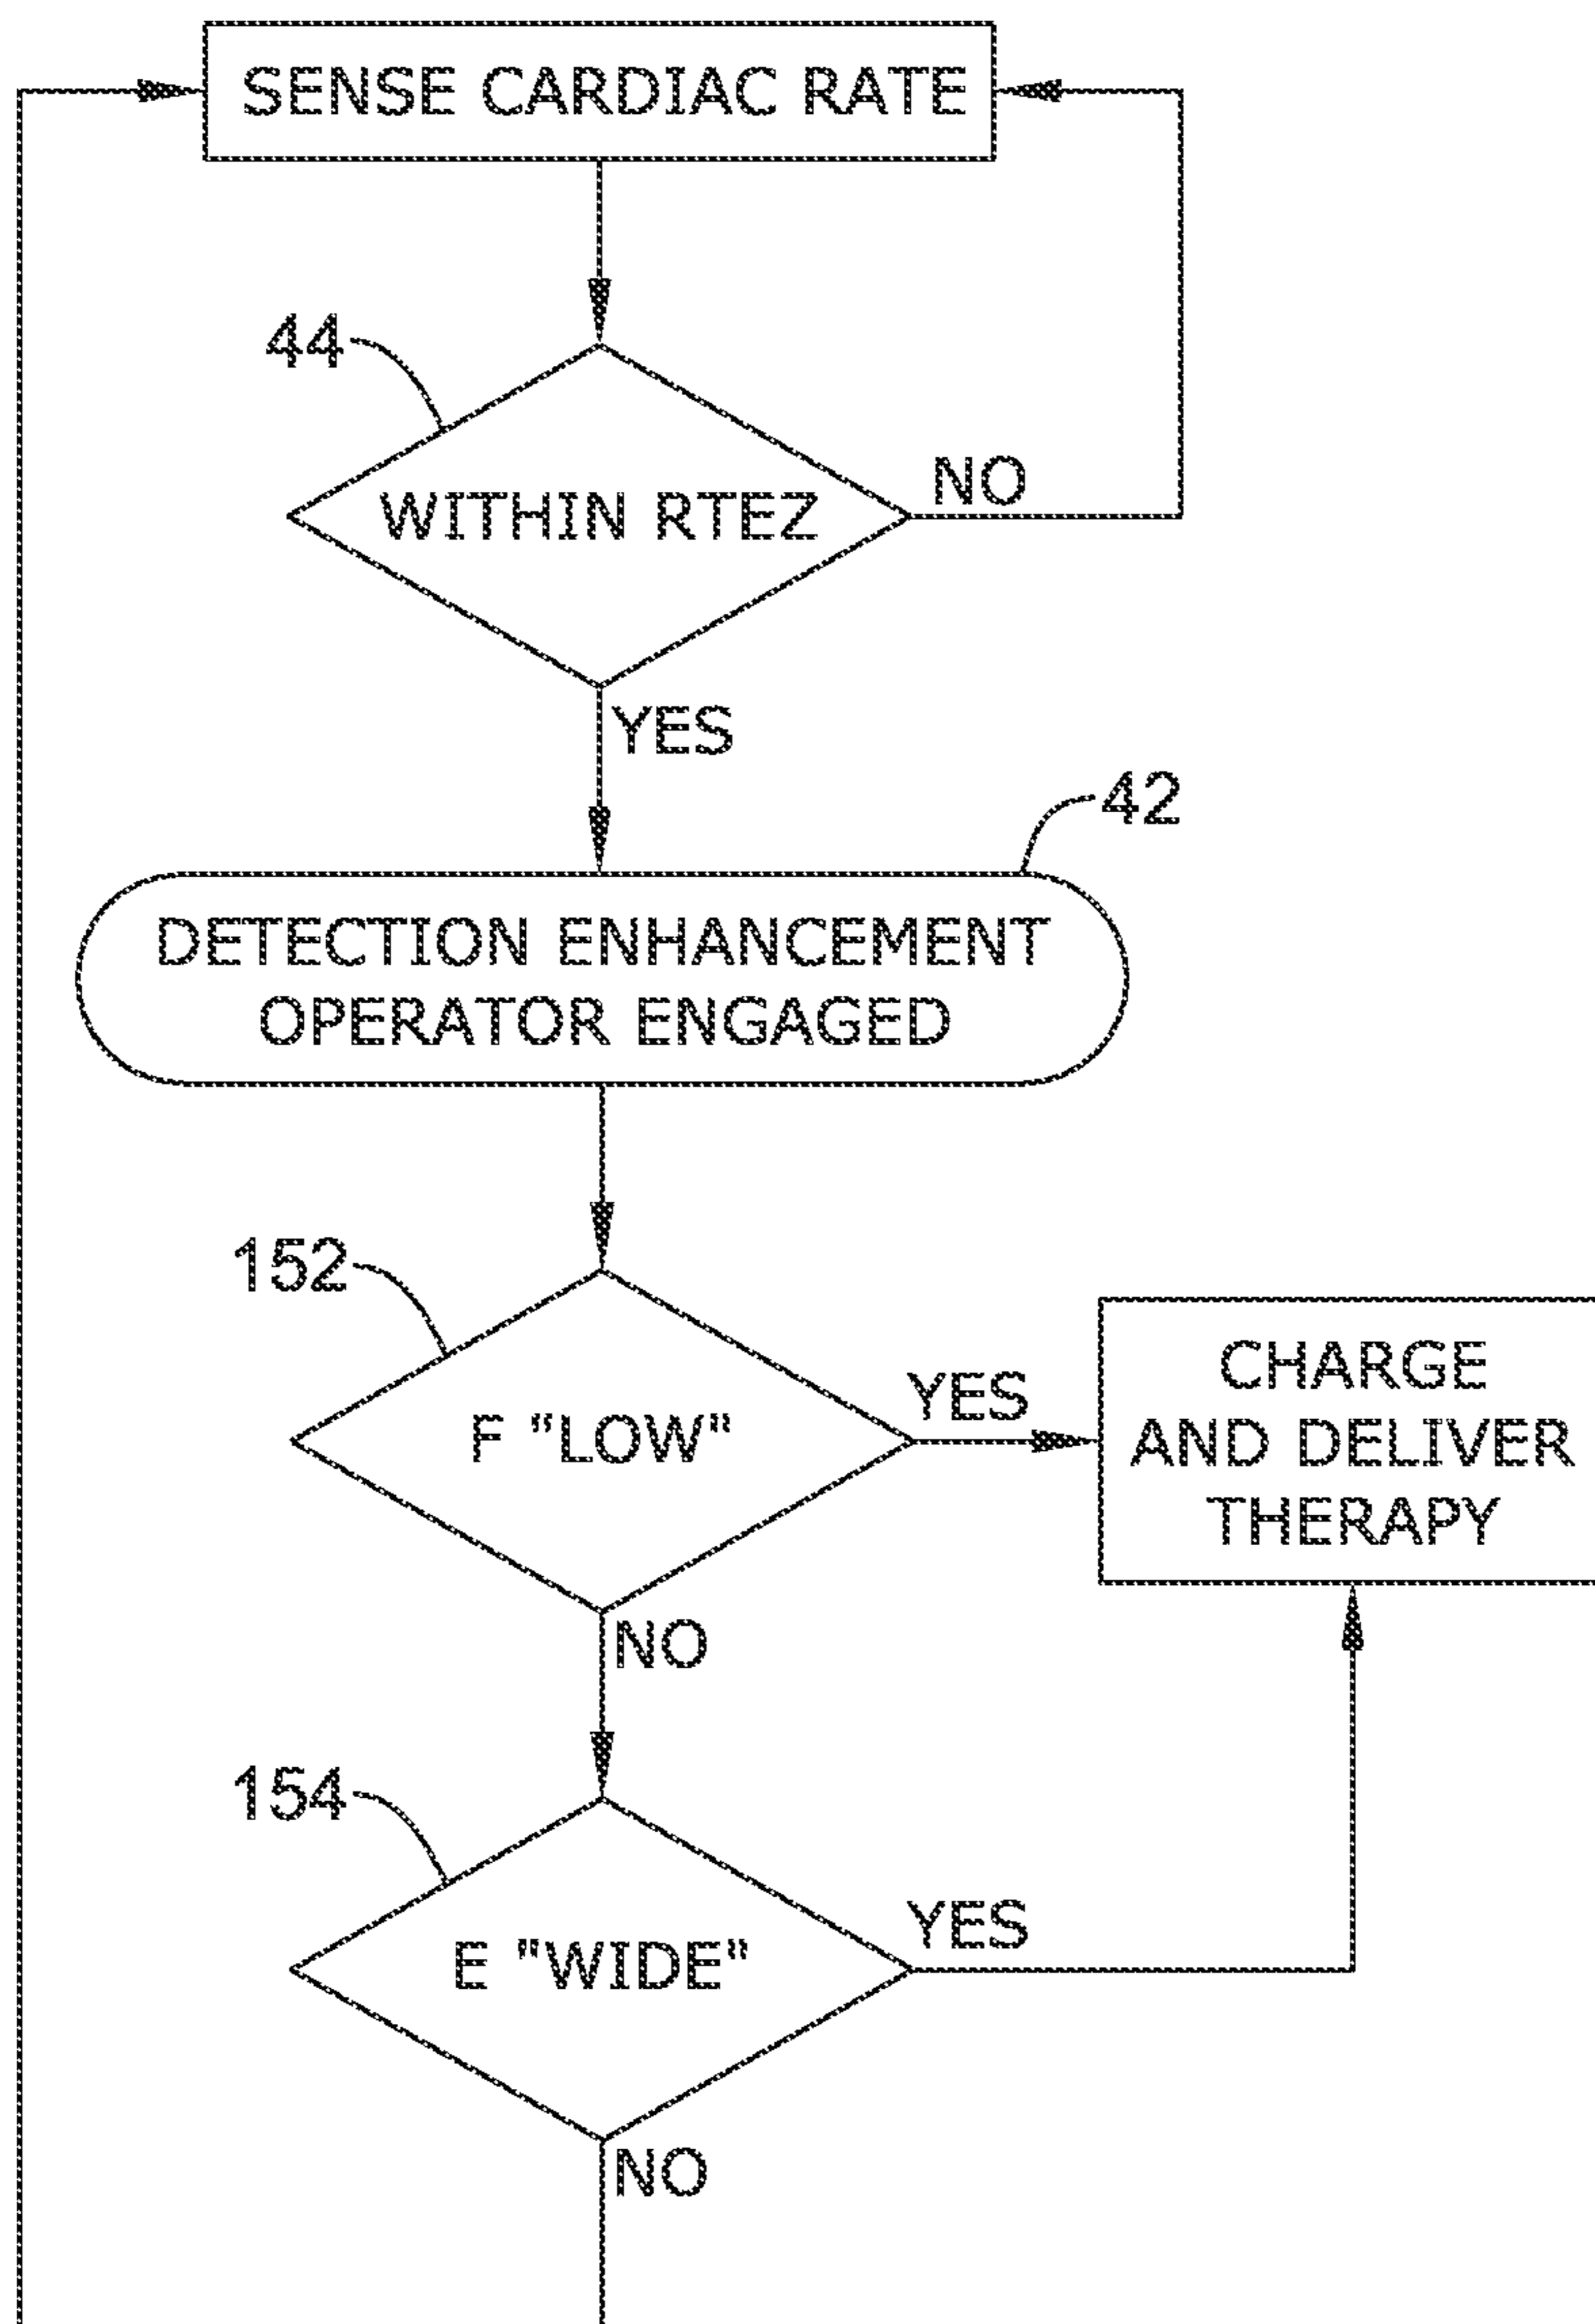 SENSE CARDIAC RATE
44
WITHIN RTEZ
NO
YES
42
DETECTION ENHANCEMENT
OPERATOR ENGAGED
152
F "LOW"
YES
CHARGE
AND DELIVER
THERAPY
NO
154
E "WIDE"
YES
NO